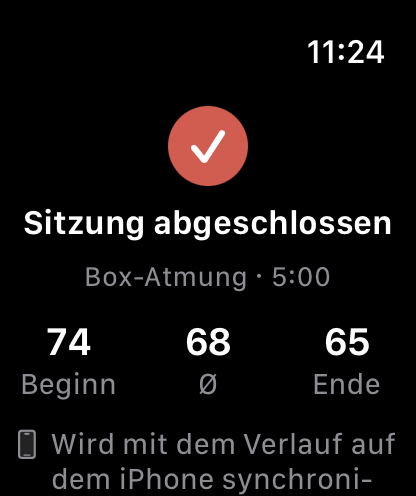 11:24
Sitzung abgeschlossen
Box-Atmung · 5:00
74 68 65
Beginn Ø Ende
Wird mit dem Verlauf auf
dem iPhone synchroni-